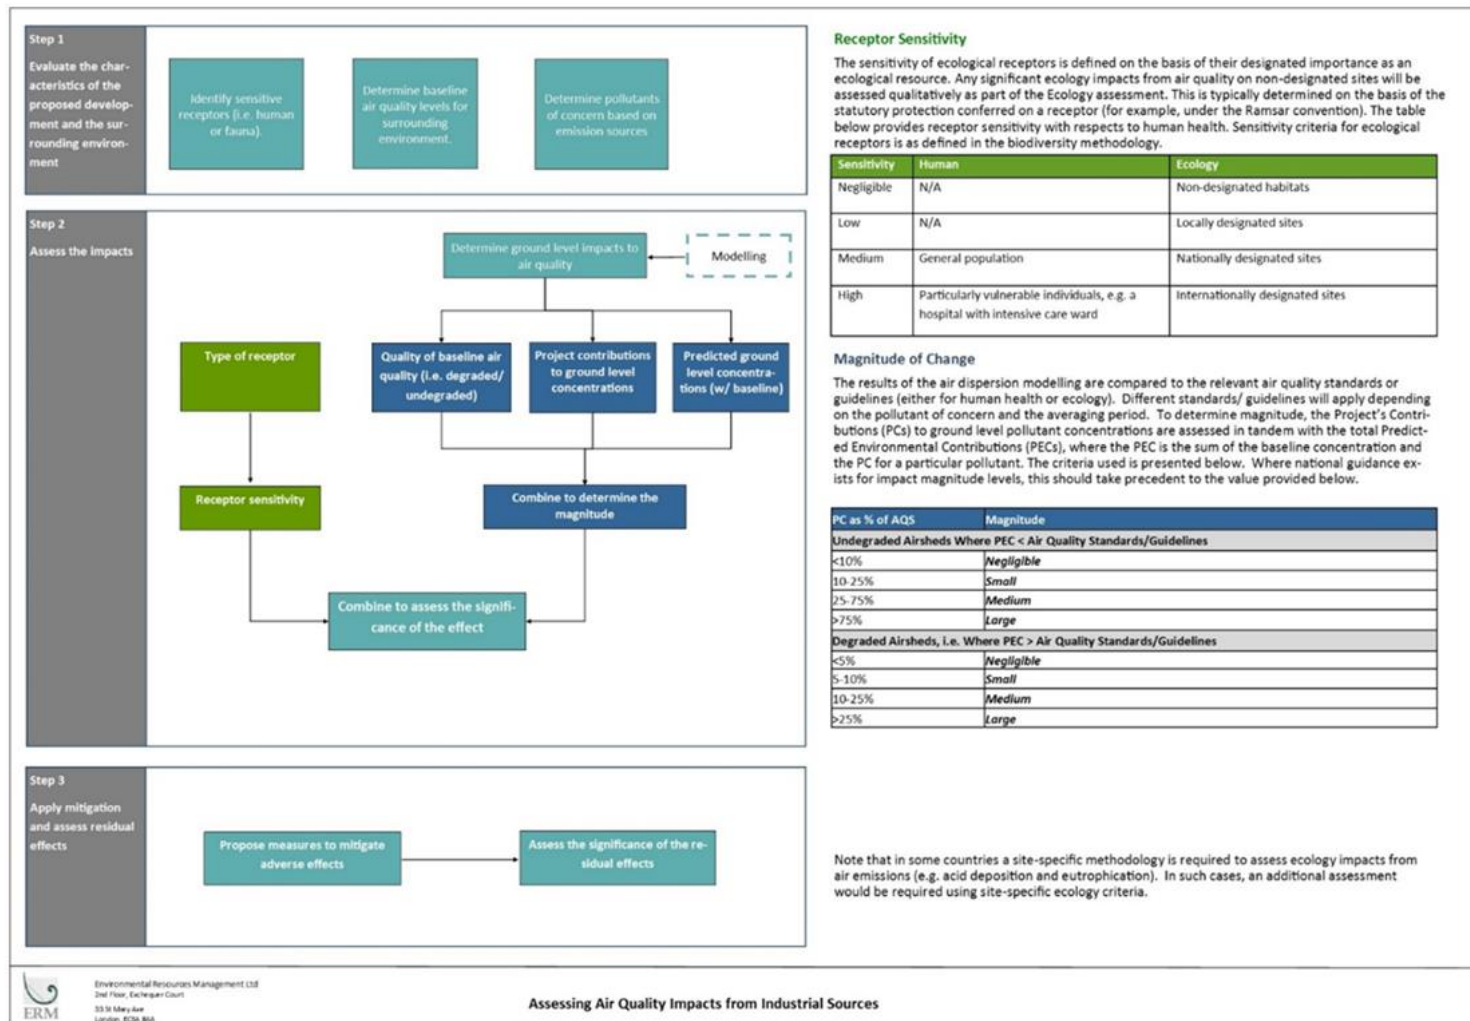 Step 1
Evaluate the char-
acteristics of the
proposed develop-
ment and the sur-
rounding environ-
ment
Identify sensitive
receptors (i.e. human
or fauna).
Determine baseline
air quality levels for
surrounding
environment.
Determine pollutants
of concern based on
emission sources
Step 2
Assess the impacts
Determine ground level impacts to
air quality
Modelling
Type of receptor
Quality of baseline air
quality (i.e. degraded/
undegraded)
Project contributions
to ground level
concentrations
Predicted ground
level concentra-
tions (w/ baseline)
Receptor sensitivity
Combine to determine the
magnitude
Combine to assess the signifi-
cance of the effect
Step 3
Apply mitigation
and assess residual
effects
Propose measures to mitigate
adverse effects
Assess the significance of the re-
sidual effects
Receptor Sensitivity
The sensitivity of ecological receptors is defined on the basis of their designated importance as an
ecological resource. Any significant ecology impacts from air quality on non-designated sites will be
assessed qualitatively as part of the Ecology assessment. This is typically determined on the basis of the
statutory protection conferred on a receptor (for example, under the Ramsar convention). The table
below provides receptor sensitivity with respects to human health. Sensitivity criteria for ecological
receptors is as defined in the biodiversity methodology.
Sensitivity Human Ecology
Negligible N/A Non-designated habitats
Low N/A Locally designated sites
Medium General population Nationally designated sites
High Particularly vulnerable individuals, e.g. a Internationally designated sites
hospital with intensive care ward
Magnitude of Change
The results of the air dispersion modelling are compared to the relevant air quality standards or
guidelines (either for human health or ecology). Different standards/ guidelines will apply depending
on the pollutant of concern and the averaging period. To determine magnitude, the Project's Contri-
butions (PCs) to ground level pollutant concentrations are assessed in tandem with the total Predict-
ed Environmental Contributions (PECs), where the PEC is the sum of the baseline concentration and
the PC for a particular pollutant. The criteria used is presented below. Where national guidance ex-
ists for impact magnitude levels, this should take precedent to the value provided below.
PC as % of AQS Magnitude
Undegraded Airsheds Where PEC < Air Quality Standards/Guidelines
<10% Negligible
10-25% Small
25-75% Medium
>75% Large
Degraded Airsheds, i.e. Where PEC > Air Quality Standards/Guidelines
<5% Negligible
5-10% Small
10-25% Medium
>25% Large
Note that in some countries a site-specific methodology is required to assess ecology impacts from
air emissions (e.g. acid deposition and eutrophication). In such cases, an additional assessment
would be required using site-specific ecology criteria.
ERM
Environmental Resources Management Ltd
2nd Floor, Exchequer Court
33 St Mary Axe
London, EC3A 8AA
Assessing Air Quality Impacts from Industrial Sources